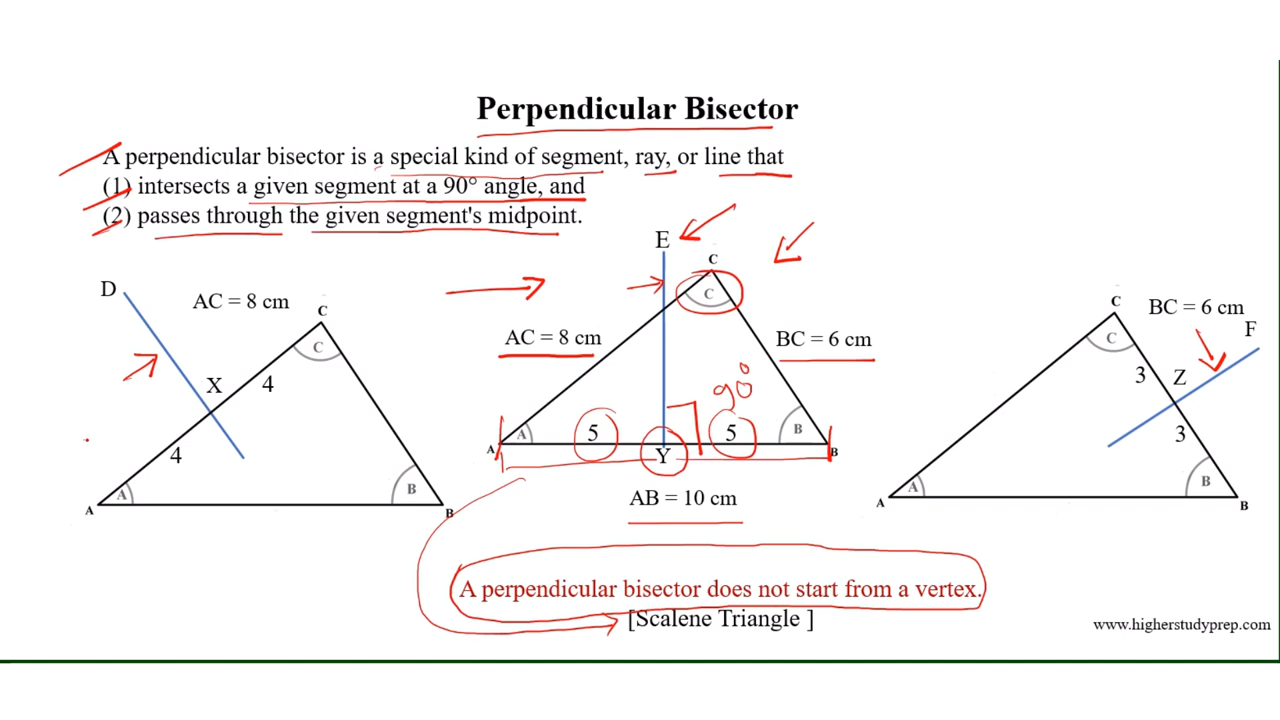 Perpendicular Bisector
A perpendicular bisector is a special kind of segment, ray, or line that
(1) intersects a given segment at a 90° angle, and
(2) passes through the given segment's midpoint.
D
AC = 8 cm
C
C
X
4
4
A
A
B
B
E
C
C
AC = 8 cm
BC = 6 cm
90°
5
5
A
A
B
B
Y
AB = 10 cm
C
C
BC = 6 cm
F
3
Z
3
A
A
B
B
A perpendicular bisector does not start from a vertex.
[Scalene Triangle ]
www.higherstudyprep.com